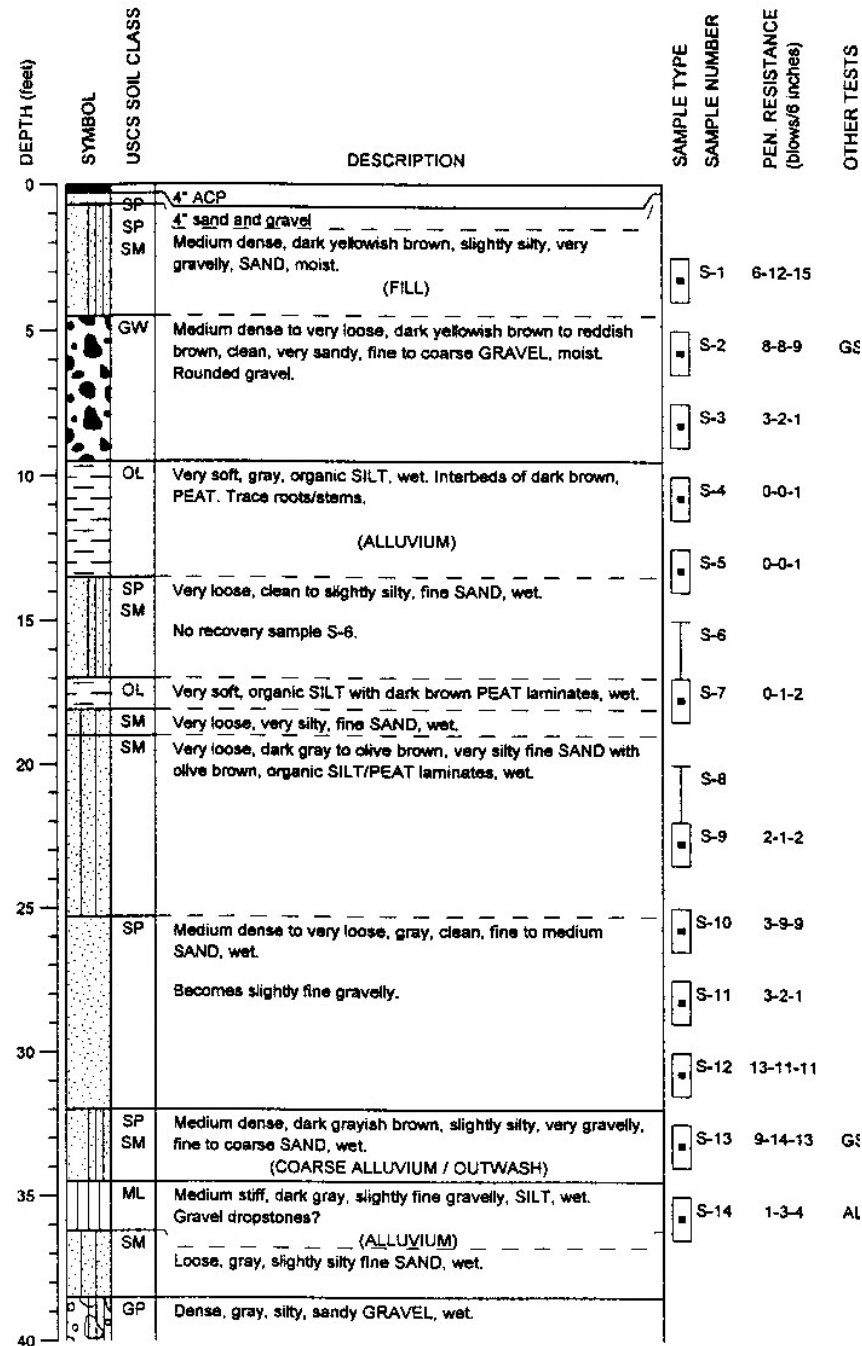 DEPTH (feet)
SYMBOL
USCS SOIL CLASS
DESCRIPTION
SAMPLE TYPE
SAMPLE NUMBER
PEN. RESISTANCE
(blows/6 inches)
OTHER TESTS
0
SP
4" ACP
SP
4" sand and gravel
SM
Medium dense, dark yellowish brown, slightly silty, very
gravelly, SAND, moist.
S-1 6-12-15
(FILL)
5
GW
Medium dense to very loose, dark yellowish brown to reddish
brown, clean, very sandy, fine to coarse GRAVEL, moist.
Rounded gravel.
S-2 8-8-9 GS
S-3 3-2-1
10
OL
Very soft, gray, organic SILT, wet. Interbeds of dark brown,
PEAT. Trace roots/stems.
S-4 0-0-1
(ALLUVIUM)
S-5 0-0-1
SP
SM
Very loose, clean to slightly silty, fine SAND, wet.
15
No recovery sample S-6.
S-6
OL
Very soft, organic SILT with dark brown PEAT laminates, wet.
S-7 0-1-2
SM
Very loose, very silty, fine SAND, wet.
SM
Very loose, dark gray to olive brown, very silty fine SAND with
olive brown, organic SILT/PEAT laminates, wet.
20
S-8
S-9 2-1-2
25
SP
Medium dense to very loose, gray, clean, fine to medium
SAND, wet.
S-10 3-9-9
Becomes slightly fine gravelly.
S-11 3-2-1
30
S-12 13-11-11
SP
SM
Medium dense, dark grayish brown, slightly silty, very gravelly,
fine to coarse SAND, wet.
S-13 9-14-13 GS
(COARSE ALLUVIUM / OUTWASH)
35
ML
Medium stiff, dark gray, slightly fine gravelly, SILT, wet.
Gravel dropstones?
S-14 1-3-4 AL
(ALLUVIUM)
SM
Loose, gray, slightly silty fine SAND, wet.
GP
Dense, gray, silty, sandy GRAVEL, wet.
40